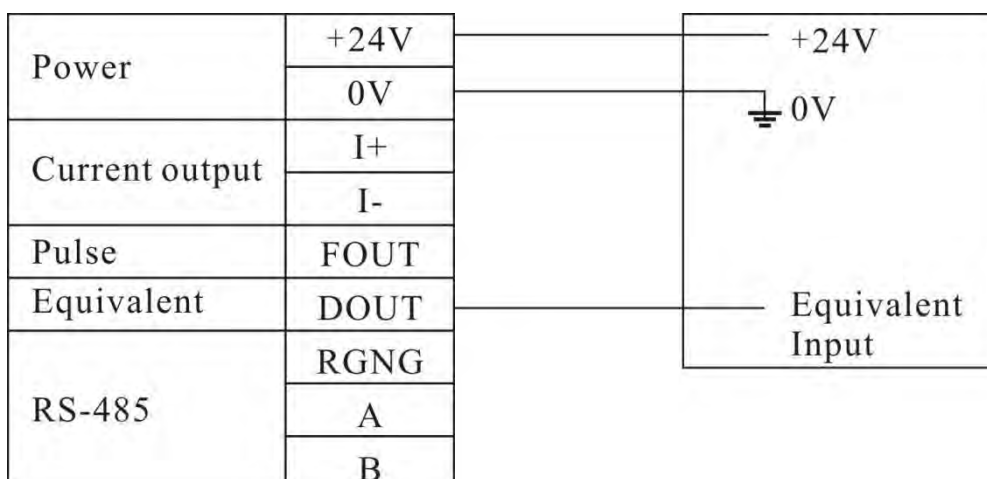 Power
+24V
0V
Current output
I+
I-
Pulse
FOUT
Equivalent
DOUT
RS-485
RGNG
A
B
+24V
0V
Equivalent
Input